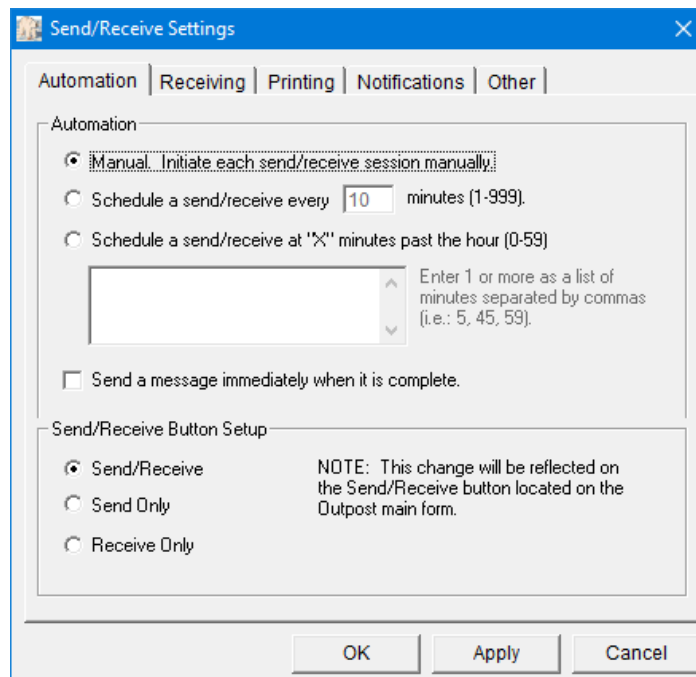 Send/Receive Settings
Automation Receiving Printing Notifications Other
Automation
Manual. Initiate each send/receive session manually.
Schedule a send/receive every 10 minutes (1-999).
Schedule a send/receive at "X" minutes past the hour (0-59)
Enter 1 or more as a list of
minutes separated by commas
(i.e.: 5, 45, 59).
Send a message immediately when it is complete.
Send/Receive Button Setup
Send/Receive
Send Only
Receive Only
NOTE: This change will be reflected on
the Send/Receive button located on the
Outpost main form.
OK Apply Cancel